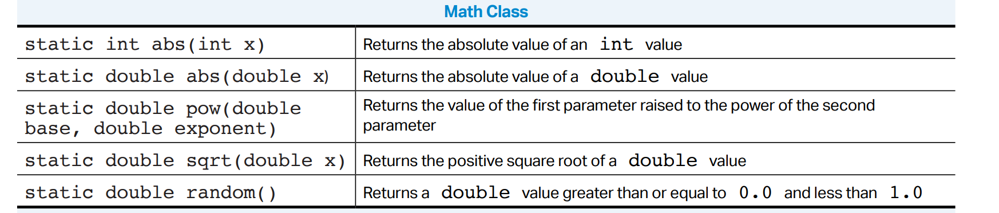 Math Class
static int abs(int x)
Returns the absolute value of an int value
static double abs(double x)
Returns the absolute value of a double value
static double pow(double
base, double exponent)
Returns the value of the first parameter raised to the power of the second
parameter
static double sqrt(double x)
Returns the positive square root of a double value
static double random()
Returns a double value greater than or equal to 0.0 and less than 1.0